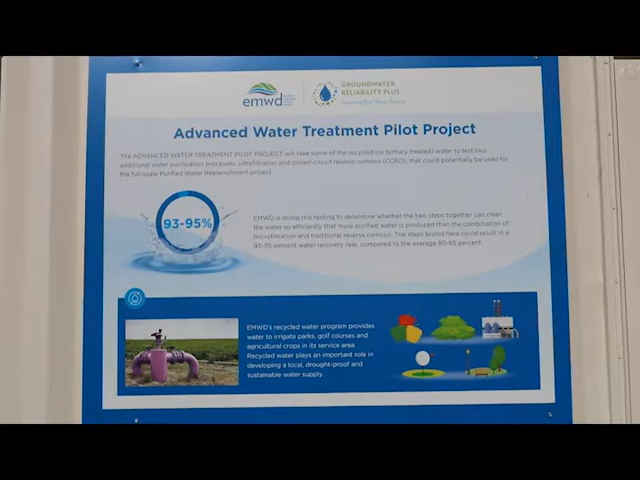 emwd
GROUNDWATER
RELIABILITY PLUS
Securing Our Water Future
Advanced Water Treatment Pilot Project
The ADVANCED WATER TREATMENT PILOT PROJECT will take some of the recycled (or tertiary treated) water to test two
additional water purification processes, ultrafiltration and closed-circuit reverse osmosis (CCRO), that could potentially be used for
the full-scale Purified Water Replenishment project.
93-95%
EMWD is doing this testing to determine whether the two steps together can clean
the water so efficiently that more purified water is produced than the combination of
microfiltration and traditional reverse osmosis. The steps tested here could result in a
93-95 percent water recovery rate, compared to the average 80-85 percent.
EMWD's recycled water program provides
water to irrigate parks, golf courses and
agricultural crops in its service area.
Recycled water plays an important role in
developing a local, drought-proof and
sustainable water supply.